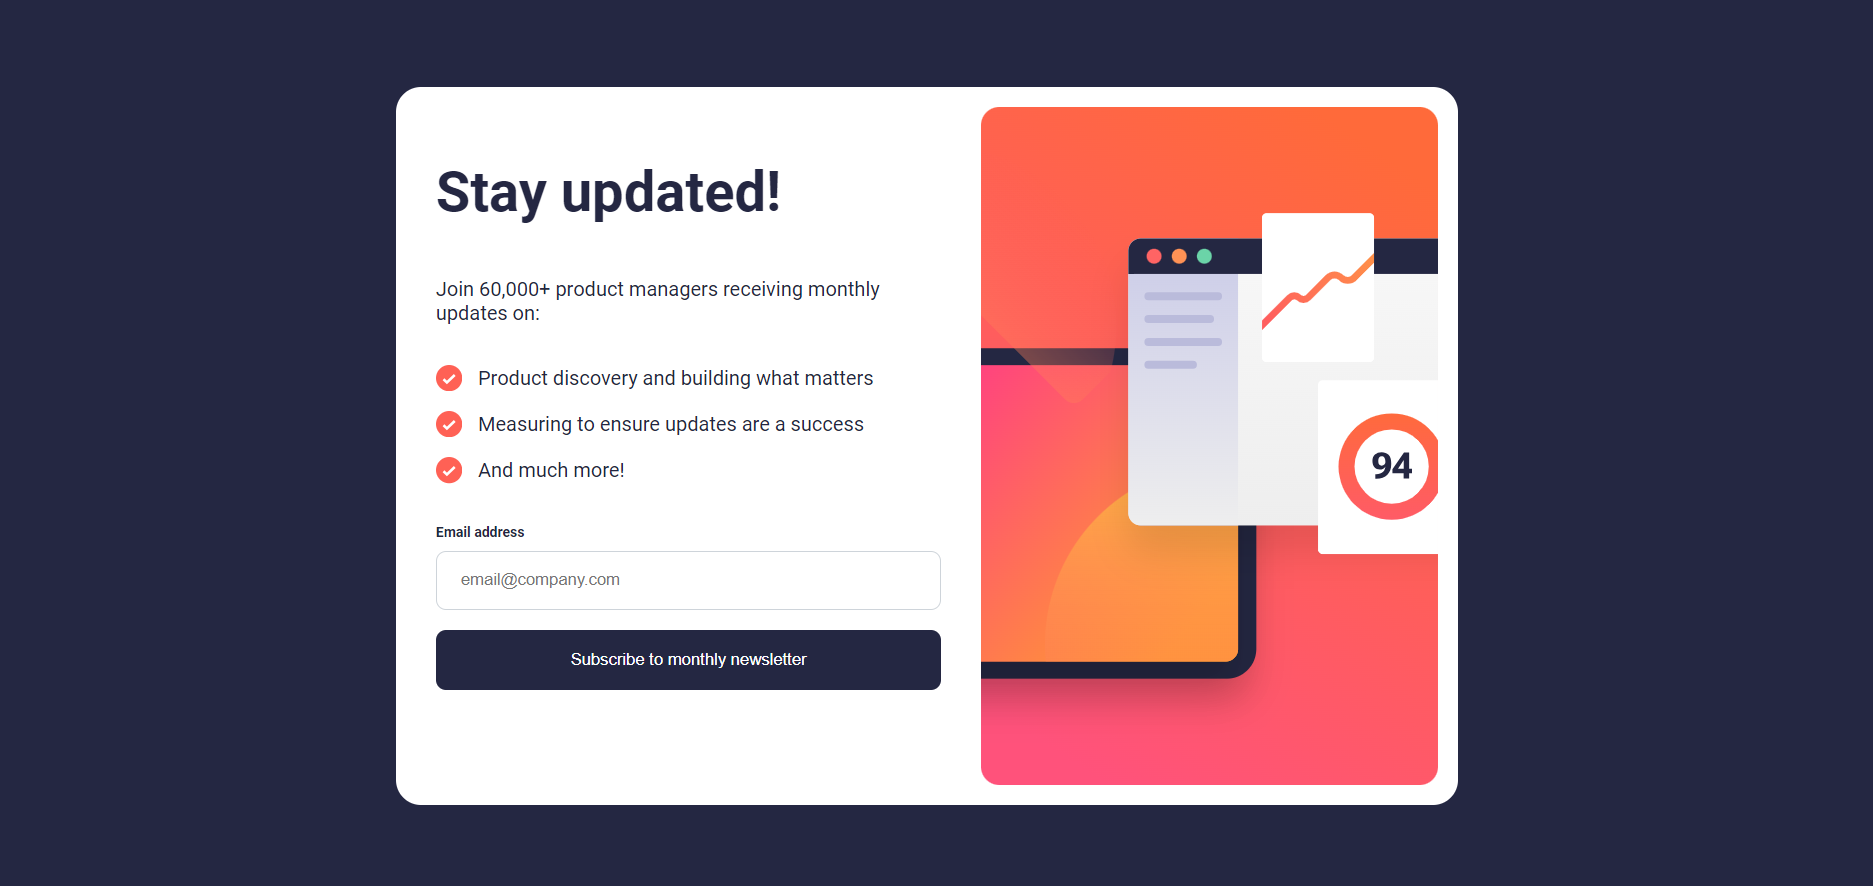 Stay updated!
Join 60,000+ product managers receiving monthly
updates on:
Product discovery and building what matters
Measuring to ensure updates are a success
And much more!
Email address
email@company.com
Subscribe to monthly newsletter
94